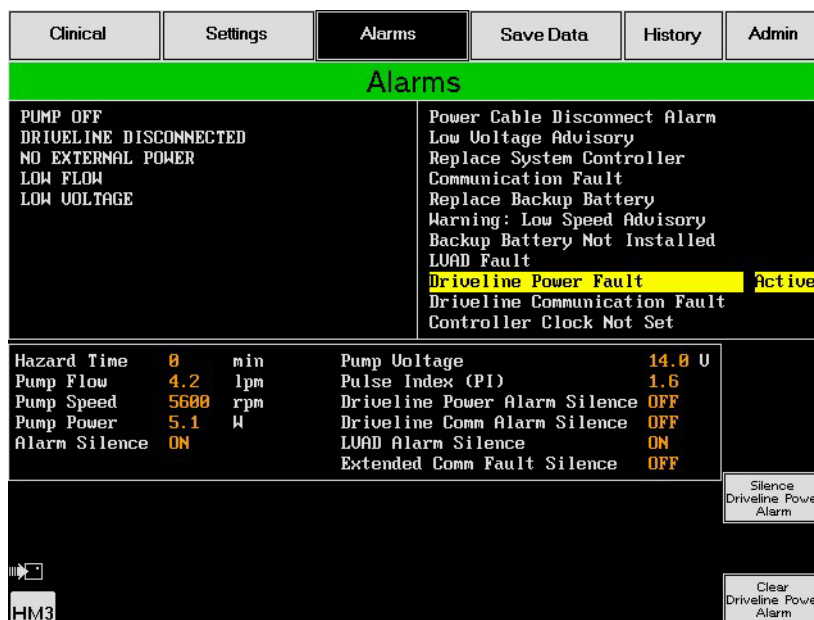 Clinical Settings Alarms Save Data History Admin
Alarms
PUMP OFF
DRIVELINE DISCONNECTED
NO EXTERNAL POWER
LOW FLOW
LOW VOLTAGE
Power Cable Disconnect Alarm
Low Voltage Advisory
Replace System Controller
Communication Fault
Replace Backup Battery
Warning: Low Speed Advisory
Backup Battery Not Installed
LVAD Fault
Driveline Power Fault Active
Driveline Communication Fault
Controller Clock Not Set
Hazard Time 0 min
Pump Flow 4.2 lpm
Pump Speed 5600 rpm
Pump Power 5.1 W
Alarm Silence ON
Pump Voltage 14.0 V
Pulse Index (PI) 1.6
Driveline Power Alarm Silence OFF
Driveline Comm Alarm Silence OFF
LVAD Alarm Silence ON
Extended Comm Fault Silence OFF
Silence
Driveline Powe
Alarm
HM3
Clear
Driveline Powe
Alarm